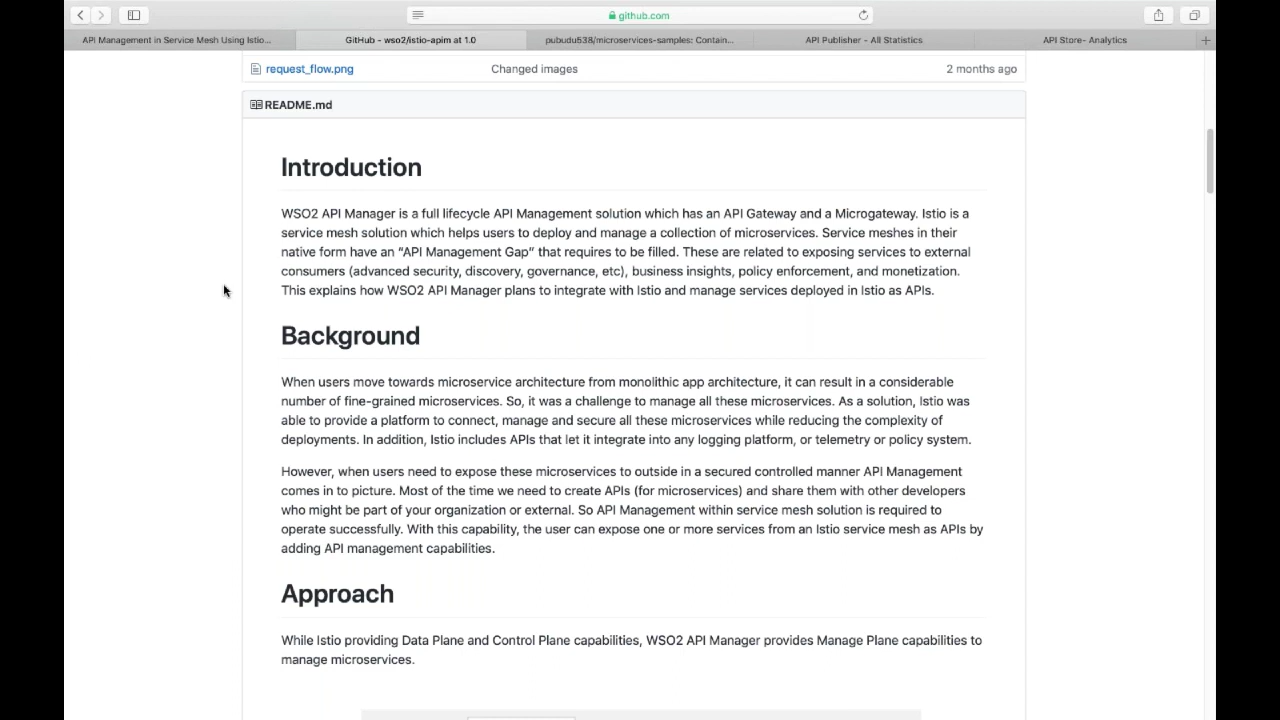 github.com
API Management in Service Mesh Using Istio...
GitHub - wso2/istio-apim at 1.0
pubudu538/microservices-samples: Contain...
API Publisher - All Statistics
API Store- Analytics
request_flow.png
Changed images
2 months ago
README.md
Introduction
WSO2 API Manager is a full lifecycle API Management solution which has an API Gateway and a Microgateway. Istio is a
service mesh solution which helps users to deploy and manage a collection of microservices. Service meshes in their
native form have an “API Management Gap” that requires to be filled. These are related to exposing services to external
consumers (advanced security, discovery, governance, etc), business insights, policy enforcement, and monetization.
This explains how WSO2 API Manager plans to integrate with Istio and manage services deployed in Istio as APIs.
Background
When users move towards microservice architecture from monolithic app architecture, it can result in a considerable
number of fine-grained microservices. So, it was a challenge to manage all these microservices. As a solution, Istio was
able to provide a platform to connect, manage and secure all these microservices while reducing the complexity of
deployments. In addition, Istio includes APIs that let it integrate into any logging platform, or telemetry or policy system.
However, when users need to expose these microservices to outside in a secured controlled manner API Management
comes in to picture. Most of the time we need to create APIs (for microservices) and share them with other developers
who might be part of your organization or external. So API Management within service mesh solution is required to
operate successfully. With this capability, the user can expose one or more services from an Istio service mesh as APIs by
adding API management capabilities.
Approach
While Istio providing Data Plane and Control Plane capabilities, WSO2 API Manager provides Manage Plane capabilities to
manage microservices.